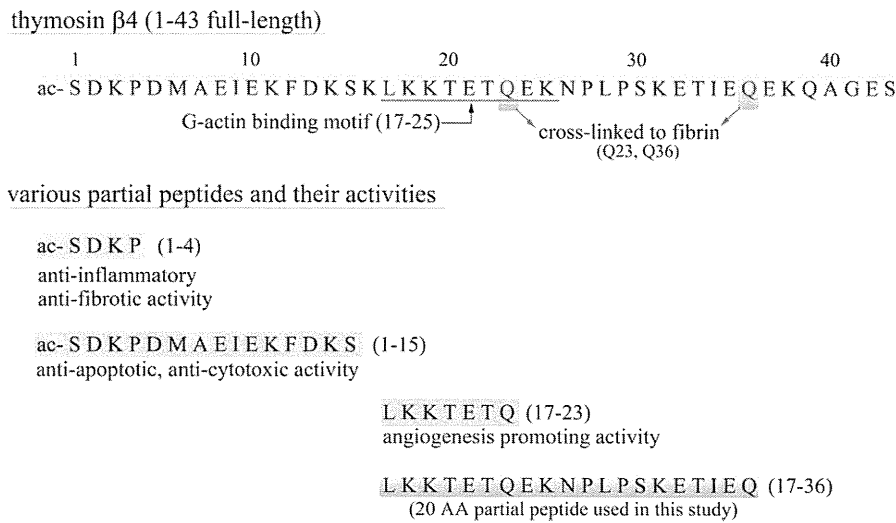 thymosin β4 (1-43 full-length)
1 10 20 30 40
ac- S D K P D M A E I E K F D K S K L K K T E T Q E K N P L P S K E T I E Q E K Q A G E S
G-actin binding motif (17-25)
cross-linked to fibrin
(Q23, Q36)
various partial peptides and their activities
ac- S D K P (1-4)
anti-inflammatory
anti-fibrotic activity
ac- S D K P D M A E I E K F D K S (1-15)
anti-apoptotic, anti-cytotoxic activity
L K K T E T Q (17-23)
angiogenesis promoting activity
L K K T E T Q E K N P L P S K E T I E Q (17-36)
(20 AA partial peptide used in this study)